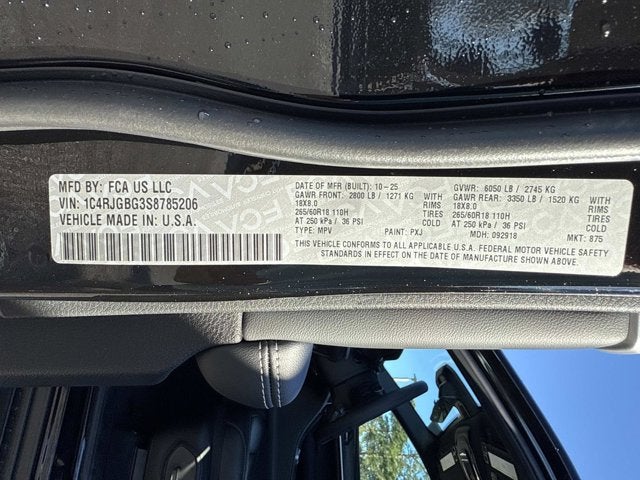 MFD BY: FCA US LLC
VIN: 1C4RJGBG3S8785206
VEHICLE MADE IN: U.S.A.
DATE OF MFR (BUILT): 10-25
GAWR FRONT: 2800 LB / 1271 KG
18X8.0 RIMS
265/60R18 110H TIRES
AT 250 kPa / 36 PSI COLD
TYPE: MPV PAINT: PXJ
GVWR: 6050 LB / 2745 KG
GAWR REAR: 3350 LB / 1520 KG
18X8.0 RIMS
265/60R18 110H TIRES
AT 250 kPa / 36 PSI COLD
MDH: 092918 MKT: 875
THIS VEHICLE CONFORMS TO ALL APPLICABLE U.S.A. FEDERAL MOTOR VEHICLE SAFETY
STANDARDS IN EFFECT ON THE DATE OF MANUFACTURE SHOWN ABOVE.